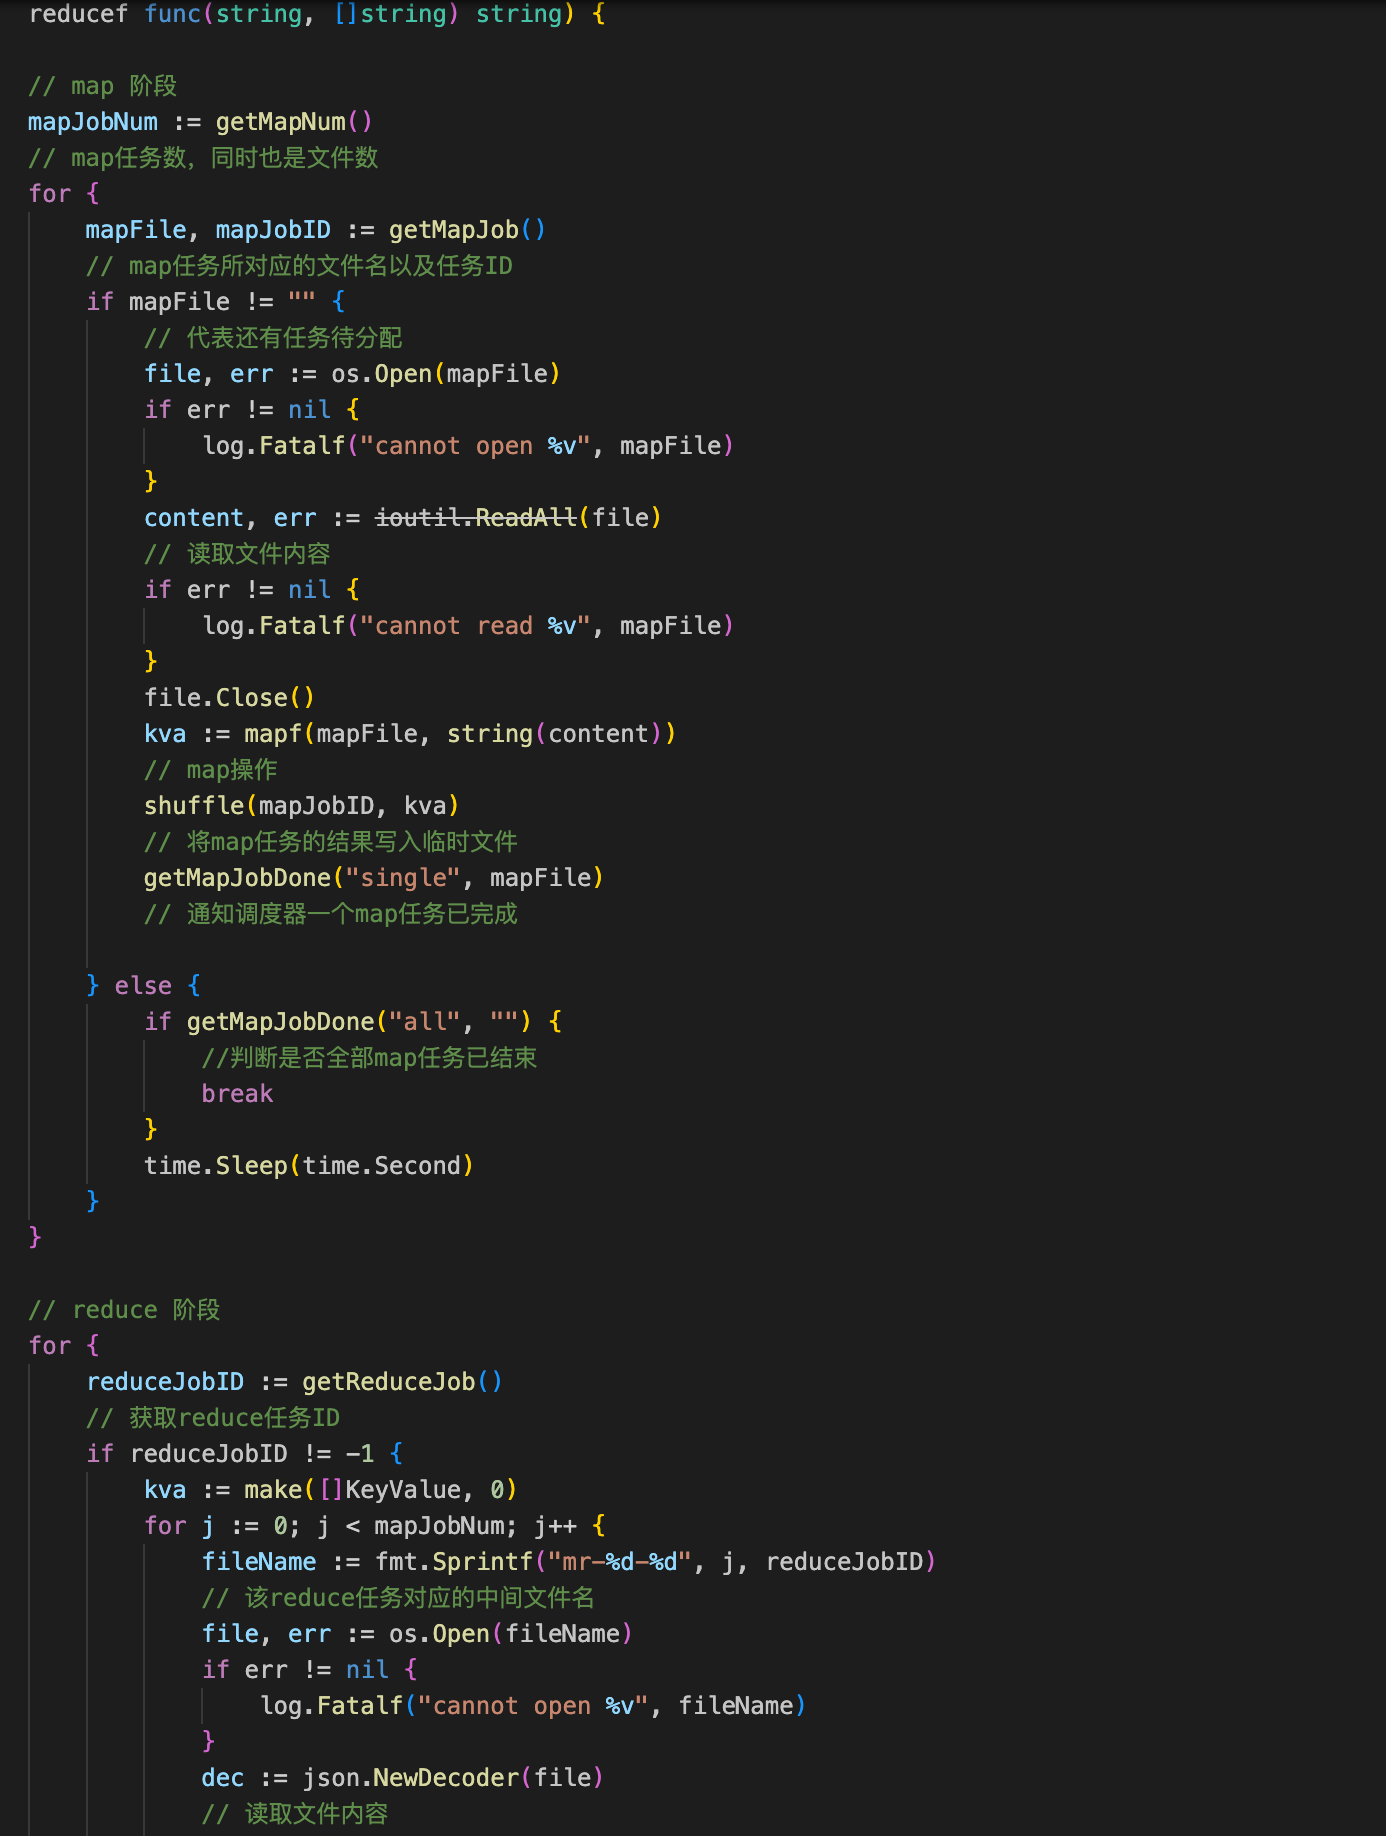 reducef func(string, []string) string) {
// map 阶段
mapJobNum := getMapNum()
// map任务数，同时也是文件数
for {
mapFile, mapJobID := getMapJob()
// map任务所对应的文件名以及任务ID
if mapFile != "" {
// 代表还有任务待分配
file, err := os.Open(mapFile)
if err != nil {
log.Fatalf("cannot open %v", mapFile)
}
content, err := ioutil.ReadAll(file)
// 读取文件内容
if err != nil {
log.Fatalf("cannot read %v", mapFile)
}
file.Close()
kva := mapf(mapFile, string(content))
// map操作
shuffle(mapJobID, kva)
// 将map任务的结果写入临时文件
getMapJobDone("single", mapFile)
// 通知调度器一个map任务已完成
} else {
if getMapJobDone("all", "") {
//判断是否全部map任务已结束
break
}
time.Sleep(time.Second)
}
}
// reduce 阶段
for {
reduceJobID := getReduceJob()
// 获取reduce任务ID
if reduceJobID != -1 {
kva := make([]KeyValue, 0)
for j := 0; j < mapJobNum; j++ {
fileName := fmt.Sprintf("mr-%d-%d", j, reduceJobID)
// 该reduce任务对应的中间文件名
file, err := os.Open(fileName)
if err != nil {
log.Fatalf("cannot open %v", fileName)
}
dec := json.NewDecoder(file)
// 读取文件内容